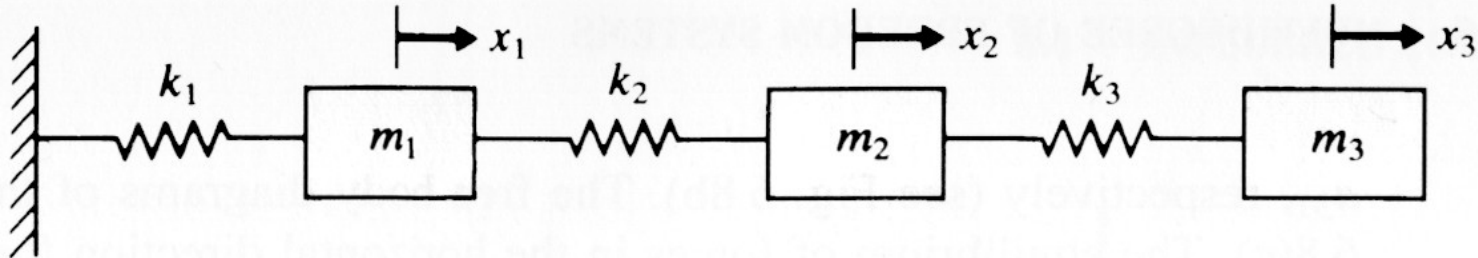 x₁ x₂ x₃
k₁ k₂ k₃
m₁ m₂ m₃